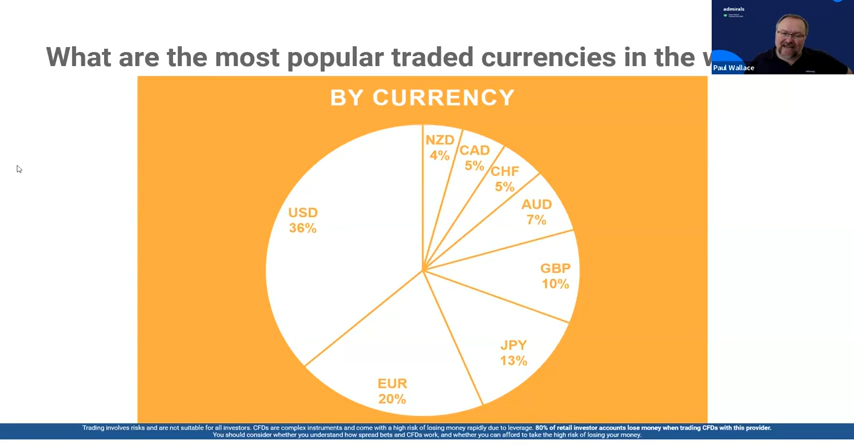 admirals
What are the most popular traded currencies in the
Paul Wallace
BY CURRENCY
NZD
4%
CAD
5%
CHF
5%
AUD
7%
USD
36%
GBP
10%
JPY
13%
EUR
20%
Trading involves risks and are not suitable for all investors. CFDs are complex instruments and come with a high risk of losing money rapidly due to leverage. 80% of retail investor accounts lose money when trading CFDs with this provider.
You should consider whether you understand how spread bets and CFDs work, and whether you can afford to take the high risk of losing your money.